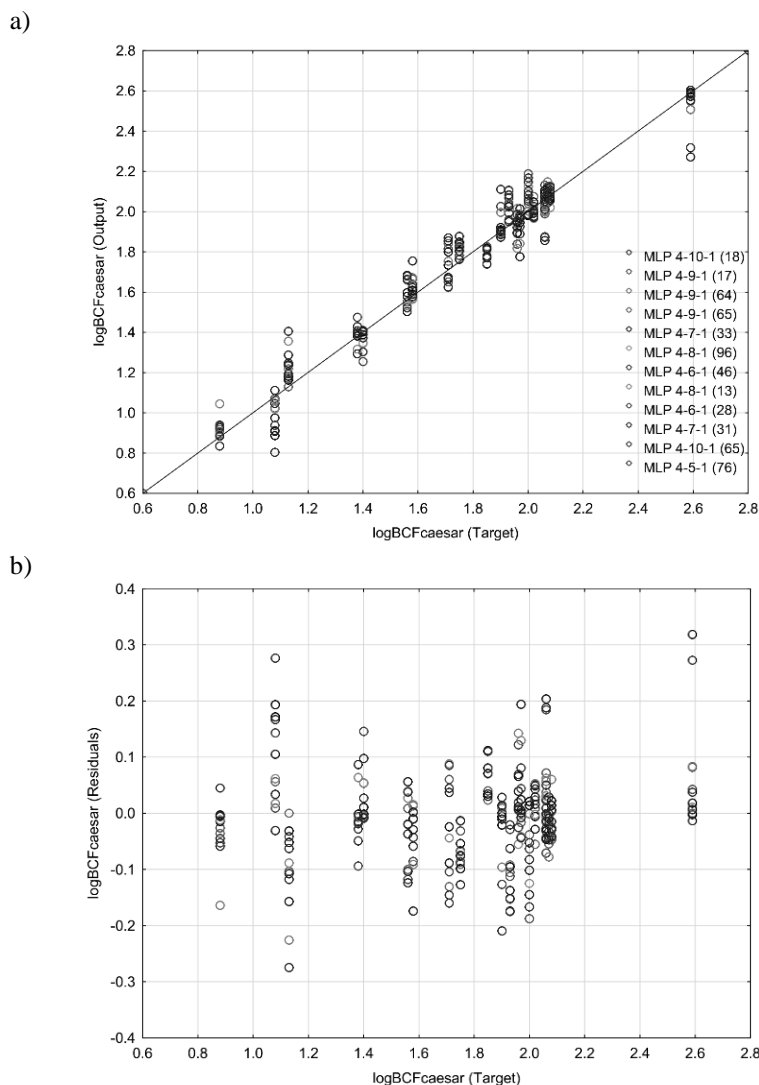 a)
2.8
2.6
2.4
2.2
2.0
1.8
1.6
1.4
1.2
1.0
0.8
0.6
logBCFcaesar (Output)
MLP 4-10-1 (18)
MLP 4-9-1 (17)
MLP 4-9-1 (64)
MLP 4-9-1 (65)
MLP 4-7-1 (33)
MLP 4-8-1 (96)
MLP 4-6-1 (46)
MLP 4-8-1 (13)
MLP 4-6-1 (28)
MLP 4-7-1 (31)
MLP 4-10-1 (65)
MLP 4-5-1 (76)
0.6 0.8 1.0 1.2 1.4 1.6 1.8 2.0 2.2 2.4 2.6 2.8
logBCFcaesar (Target)
b)
0.4
0.3
0.2
0.1
0.0
-0.1
-0.2
-0.3
-0.4
logBCFcaesar (Residuals)
0.6 0.8 1.0 1.2 1.4 1.6 1.8 2.0 2.2 2.4 2.6 2.8
logBCFcaesar (Target)